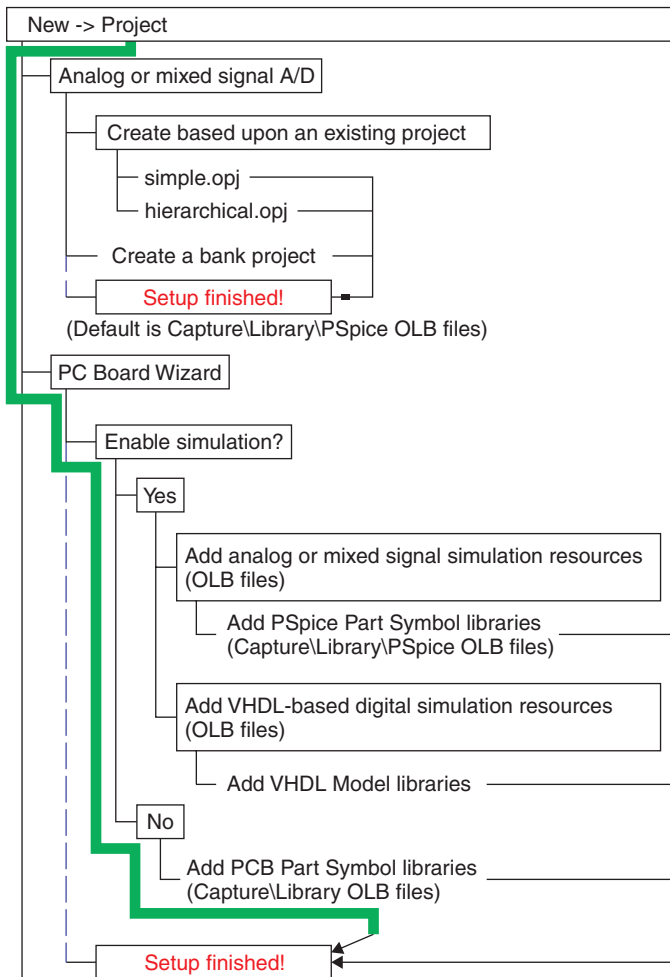 New -> Project
Analog or mixed signal A/D
Create based upon an existing project
simple.opj
hierarchical.opj
Create a bank project
Setup finished!
(Default is Capture\Library\PSpice OLB files)
PC Board Wizard
Enable simulation?
Yes
Add analog or mixed signal simulation resources
(OLB files)
Add PSpice Part Symbol libraries
(Capture\Library\PSpice OLB files)
Add VHDL-based digital simulation resources
(OLB files)
Add VHDL Model libraries
No
Add PCB Part Symbol libraries
(Capture\Library OLB files)
Setup finished!